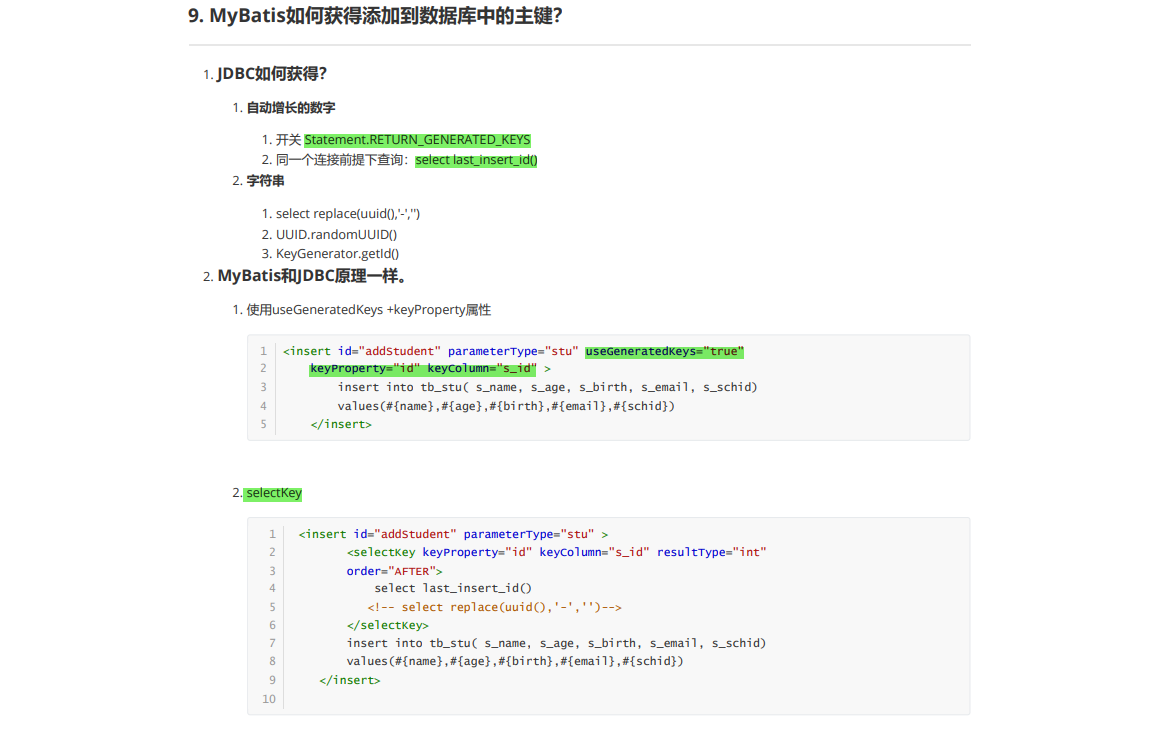 9. MyBatis如何获得添加到数据库中的主键？
1. JDBC如何获得？
1. 自动增长的数字
1. 开关 Statement.RETURN_GENERATED_KEYS
2. 同一个连接前提下查询：select last_insert_id()
2. 字符串
1. select replace(uuid(),'-','')
2. UUID.randomUUID()
3. KeyGenerator.getId()
2. MyBatis和JDBC原理一样。
1. 使用useGeneratedKeys +keyProperty属性
1 <insert id="addStudent" parameterType="stu" useGeneratedKeys="true"
2 keyProperty="id" keyColumn="s_id" >
3 insert into tb_stu( s_name, s_age, s_birth, s_email, s_schid)
4 values(#{name},#{age},#{birth},#{email},#{schid})
5 </insert>
2. selectKey
1 <insert id="addStudent" parameterType="stu" >
2 <selectKey keyProperty="id" keyColumn="s_id" resultType="int"
3 order="AFTER">
4 select last_insert_id()
5 <!-- select replace(uuid(),'-','')-->
6 </selectKey>
7 insert into tb_stu( s_name, s_age, s_birth, s_email, s_schid)
8 values(#{name},#{age},#{birth},#{email},#{schid})
9 </insert>
10